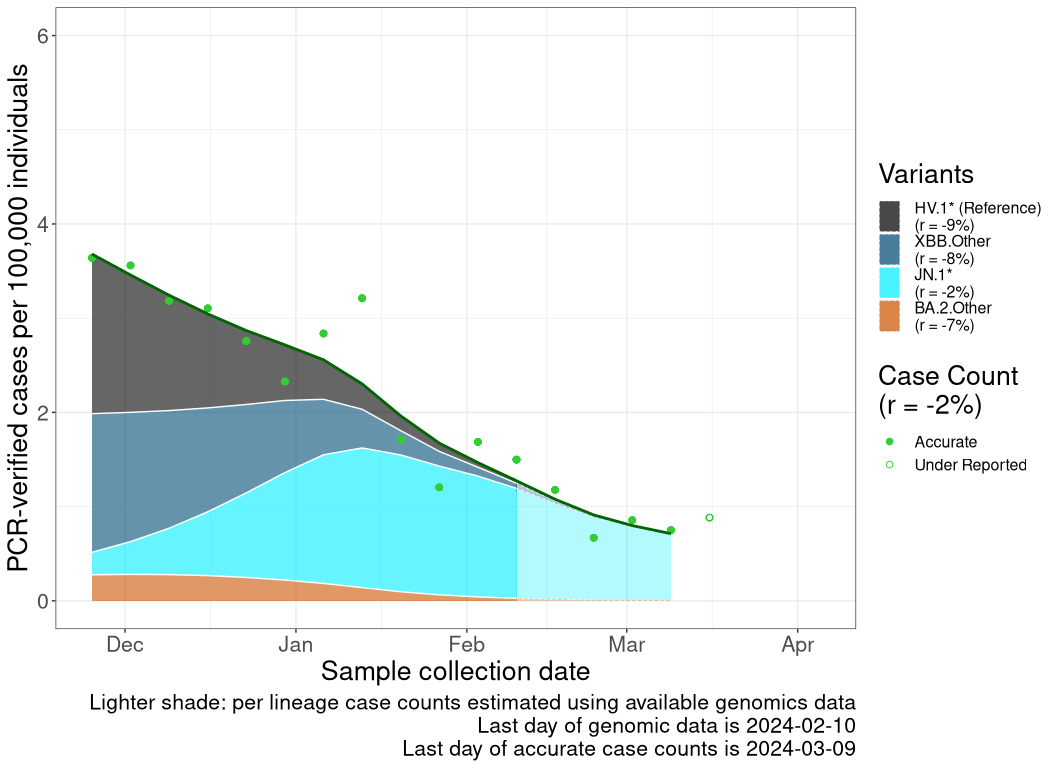 PCR-verified cases per 100,000 individuals
6
4
2
0
Dec
Jan
Feb
Mar
Apr
Sample collection date
Variants
HV.1* (Reference)
(r = -9%)
XBB.Other
(r = -8%)
JN.1*
(r = -2%)
BA.2.Other
(r = -7%)
Case Count
(r = -2%)
Accurate
Under Reported
Lighter shade: per lineage case counts estimated using available genomics data
Last day of genomic data is 2024-02-10
Last day of accurate case counts is 2024-03-09